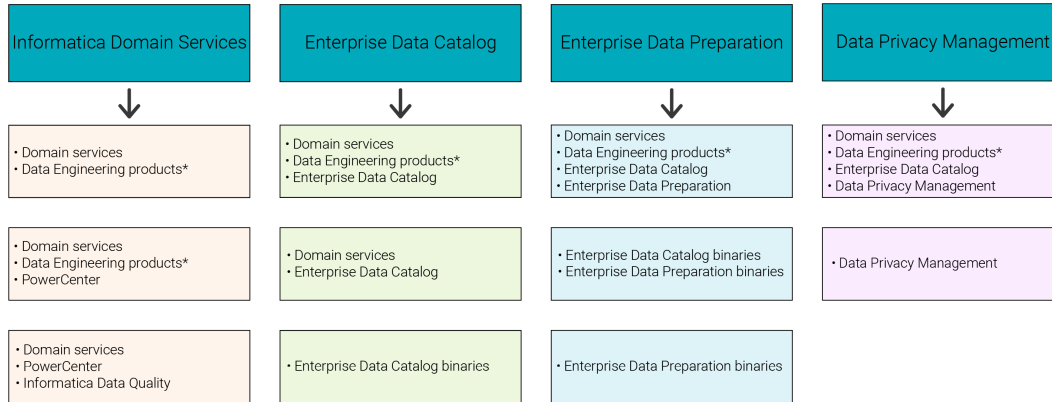 Informatica Domain Services
Enterprise Data Catalog
Enterprise Data Preparation
Data Privacy Management
• Domain services
• Data Engineering products*
• Domain services
• Data Engineering products*
• Enterprise Data Catalog
• Domain services
• Data Engineering products*
• Enterprise Data Catalog
• Enterprise Data Preparation
• Domain services
• Data Engineering products*
• Enterprise Data Catalog
• Data Privacy Management
• Domain services
• Data Engineering products*
• PowerCenter
• Domain services
• Enterprise Data Catalog
• Enterprise Data Catalog binaries
• Enterprise Data Preparation binaries
• Data Privacy Management
• Domain services
• PowerCenter
• Informatica Data Quality
• Enterprise Data Catalog binaries
• Enterprise Data Preparation binaries